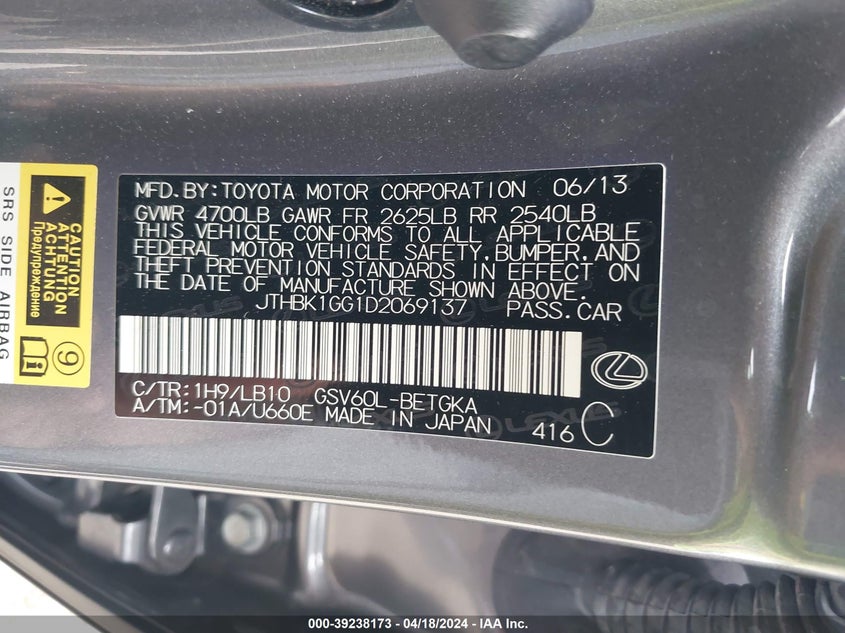 MFD.BY:TOYOTA MOTOR CORPORATION 06/13
GVWR 4700LB GAWR FR 2625LB RR 2540LB
THIS VEHICLE CONFORMS TO ALL APPLICABLE
FEDERAL MOTOR VEHICLE SAFETY,BUMPER,AND
THEFT PREVENTION STANDARDS IN EFFECT ON
THE DATE OF MANUFACTURE SHOWN ABOVE.
JTHBK1GG1D2069137 PASS.CAR
C/TR:1H9/LB10 GSV60L-BETGKA
A/TM:-01A/U660E MADE IN JAPAN
416 C
CAUTION
ATTENTION
ACHTUNG
Предупреждение
9
SRS SIDE AIRBAG
000-39238173 - 04/18/2024 - IAA Inc.